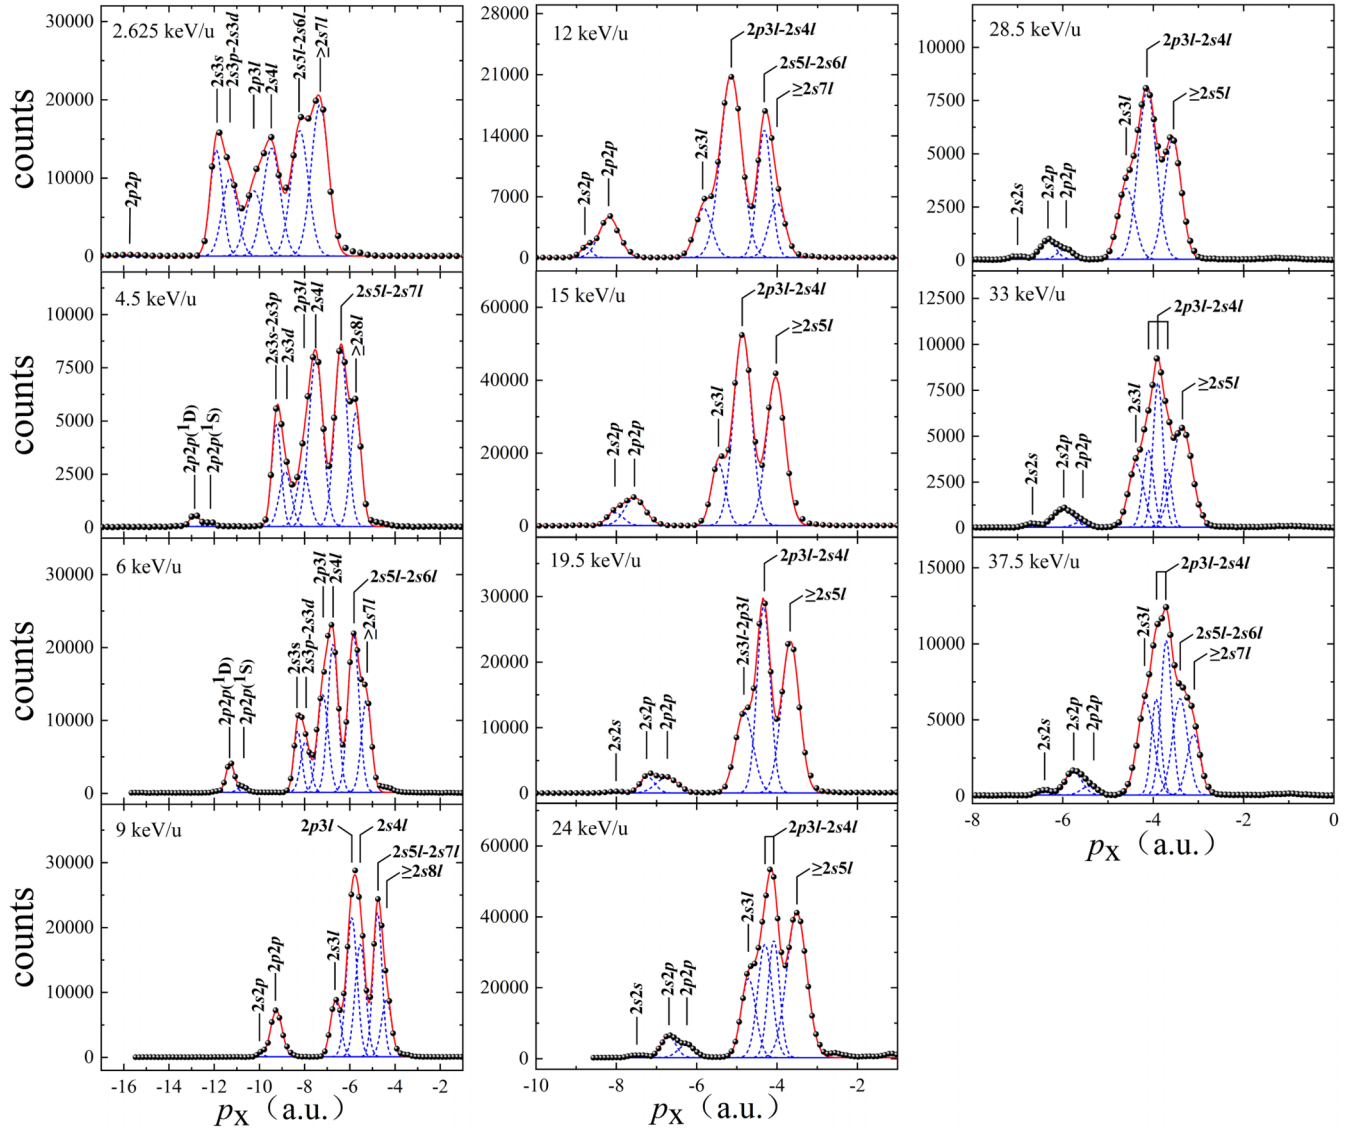 counts
2.625 keV/u
30000
20000
10000
0
2p2p
2s3s
2s3p-2s3d
2p3l
2s4l
2s5l-2s6l
≥2s7l
counts
4.5 keV/u
10000
7500
5000
2500
0
2p2p(¹D)
2p2p(¹S)
2s3s-2s3p
2s3d
2p3l
2s4l
2s5l-2s7l
≥2s8l
counts
6 keV/u
30000
20000
10000
0
2p2p(¹D)
2p2p(¹S)
2s3s
2s3p-2s3d
2p3l
2s4l
2s5l-2s6l
≥2s7l
counts
9 keV/u
30000
20000
10000
0
2s2p
2p2p
2s3l
2p3l
2s4l
2s5l-2s7l
≥2s8l
-16 -14 -12 -10 -8 -6 -4 -2
pX (a.u.)
12 keV/u
28000
21000
14000
7000
0
2s2p
2p2p
2s3l
2p3l-2s4l
2s5l-2s6l
≥2s7l
15 keV/u
60000
40000
20000
0
2s2p
2p2p
2s3l
2p3l-2s4l
≥2s5l
19.5 keV/u
30000
20000
10000
0
2s2s
2s2p
2p2p
2s3l-2p3l
2p3l-2s4l
≥2s5l
24 keV/u
60000
40000
20000
0
2s2s
2s2p
2p2p
2s3l
2p3l-2s4l
≥2s5l
-10 -8 -6 -4 -2
pX (a.u.)
28.5 keV/u
10000
7500
5000
2500
0
2s2s
2s2p
2p2p
2s3l
2p3l-2s4l
≥2s5l
33 keV/u
12500
10000
7500
5000
2500
0
2s2s
2s2p
2p2p
2s3l
2p3l-2s4l
≥2s5l
37.5 keV/u
15000
10000
5000
0
2s2s
2s2p
2p2p
2s3l
2p3l-2s4l
2s5l-2s6l
≥2s7l
-8 -6 -4 -2 0
pX (a.u.)